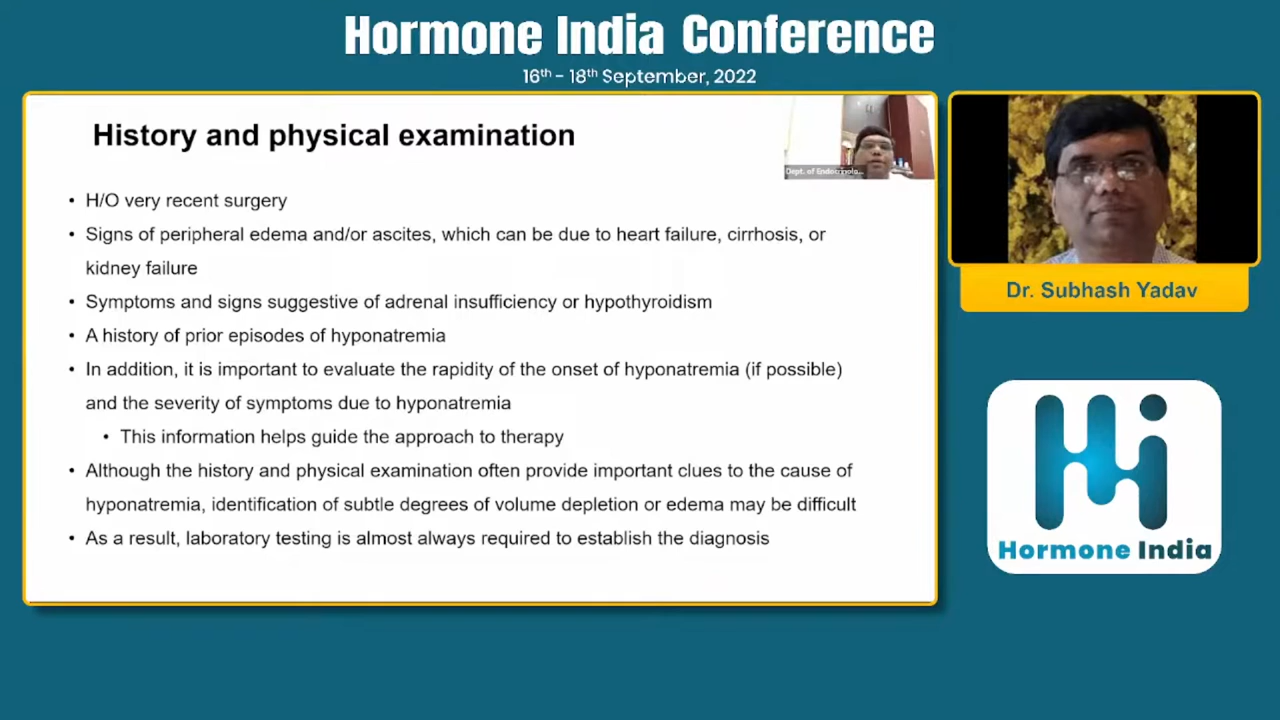 Hormone India Conference
16th - 18th September, 2022
History and physical examination
Dept. of Endocrinolo...
• H/O very recent surgery
• Signs of peripheral edema and/or ascites, which can be due to heart failure, cirrhosis, or
kidney failure
• Symptoms and signs suggestive of adrenal insufficiency or hypothyroidism
• A history of prior episodes of hyponatremia
• In addition, it is important to evaluate the rapidity of the onset of hyponatremia (if possible)
and the severity of symptoms due to hyponatremia
• This information helps guide the approach to therapy
• Although the history and physical examination often provide important clues to the cause of
hyponatremia, identification of subtle degrees of volume depletion or edema may be difficult
• As a result, laboratory testing is almost always required to establish the diagnosis
Dr. Subhash Yadav
Hi
Hormone India